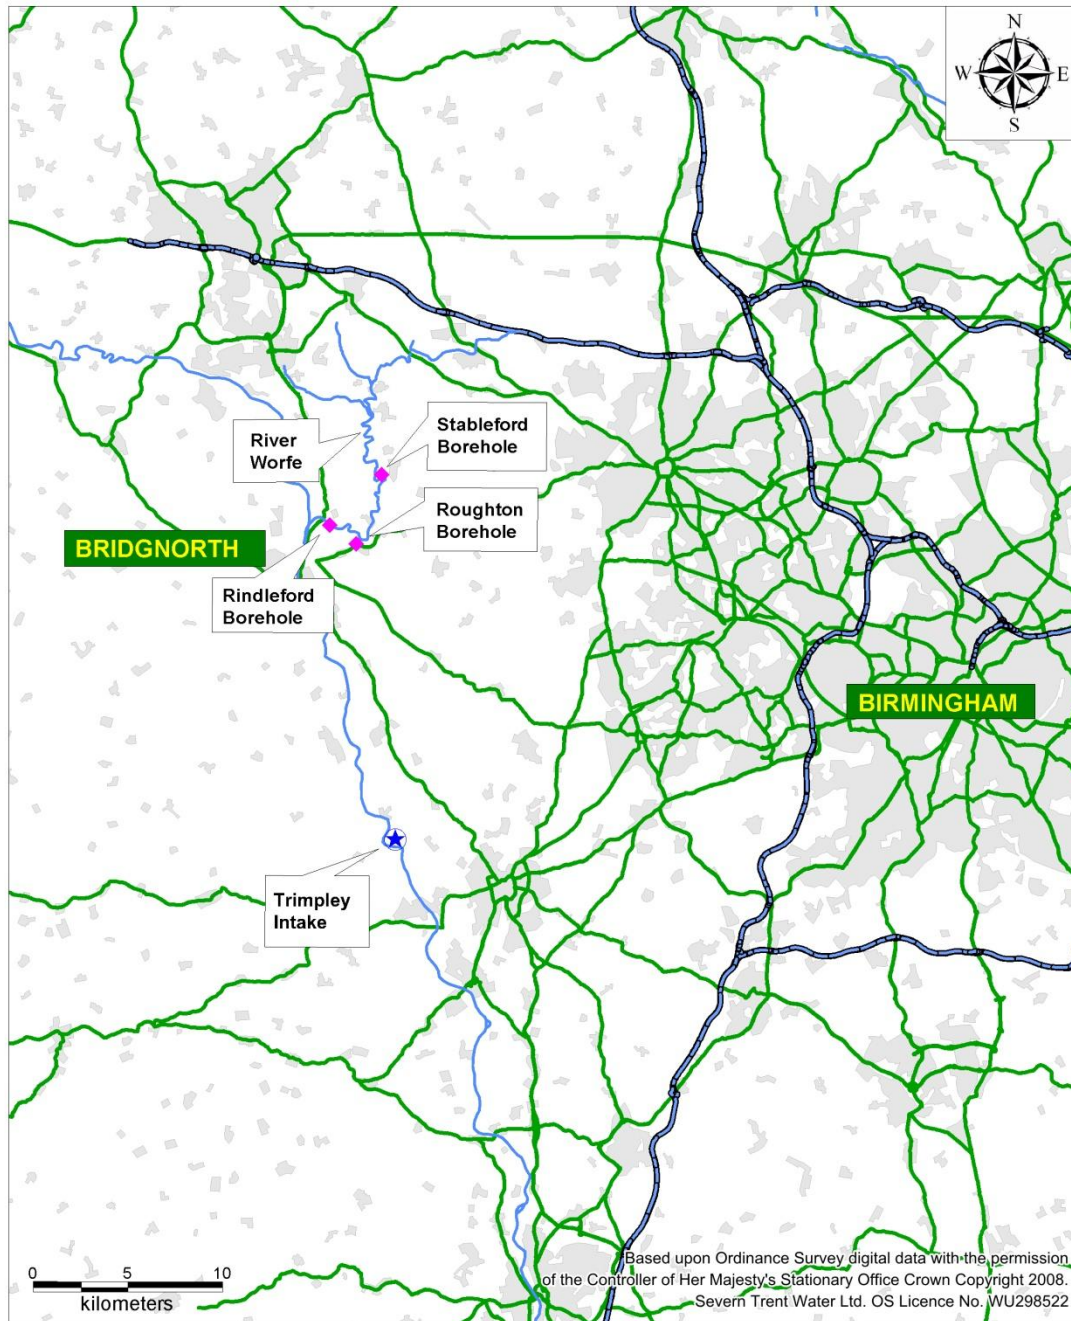 N
W E
S
Stableford
Borehole
River
Worfe
Roughton
Borehole
BRIDGNORTH
Rindleford
Borehole
BIRMINGHAM
Trimpley
Intake
0 5 10
kilometers
Based upon Ordinance Survey digital data with the permission
of the Controller of Her Majesty's Stationary Office Crown Copyright 2008.
Severn Trent Water Ltd. OS Licence No. WU298522